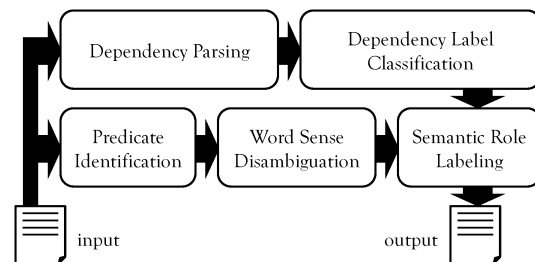 Dependency Parsing
Dependency Label
Classification
Predicate
Identification
Word Sense
Disambiguation
Semantic Role
Labeling
input
output